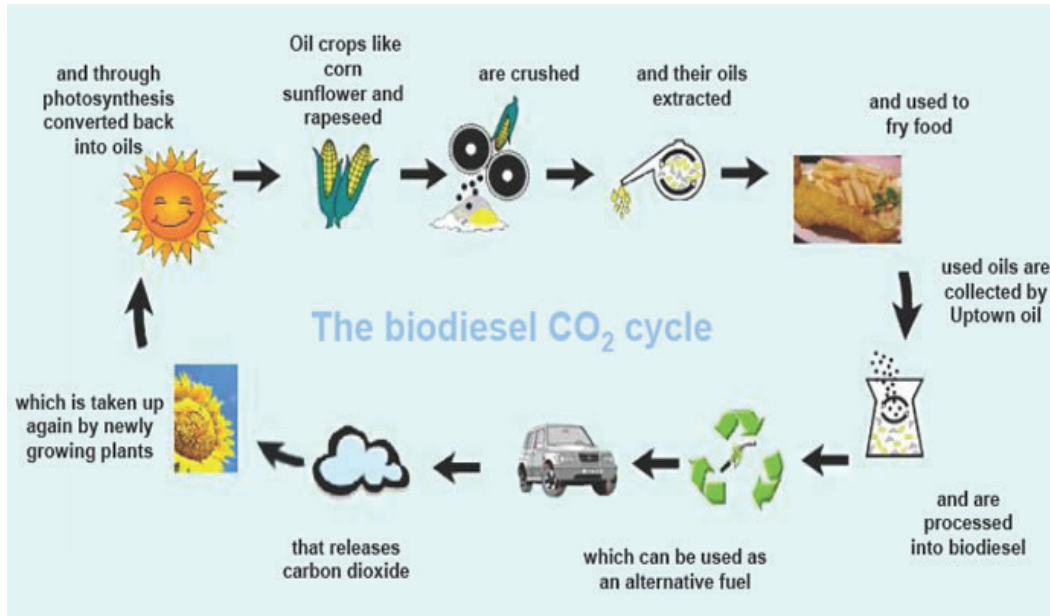 Oil crops like
corn
sunflower and
rapeseed
are crushed
and their oils
extracted
and used to
fry food
used oils are
collected by
Uptown oil
and are
processed
into biodiesel
which can be used as
an alternative fuel
that releases
carbon dioxide
which is taken up
again by newly
growing plants
and through
photosynthesis
converted back
into oils
The biodiesel CO₂ cycle